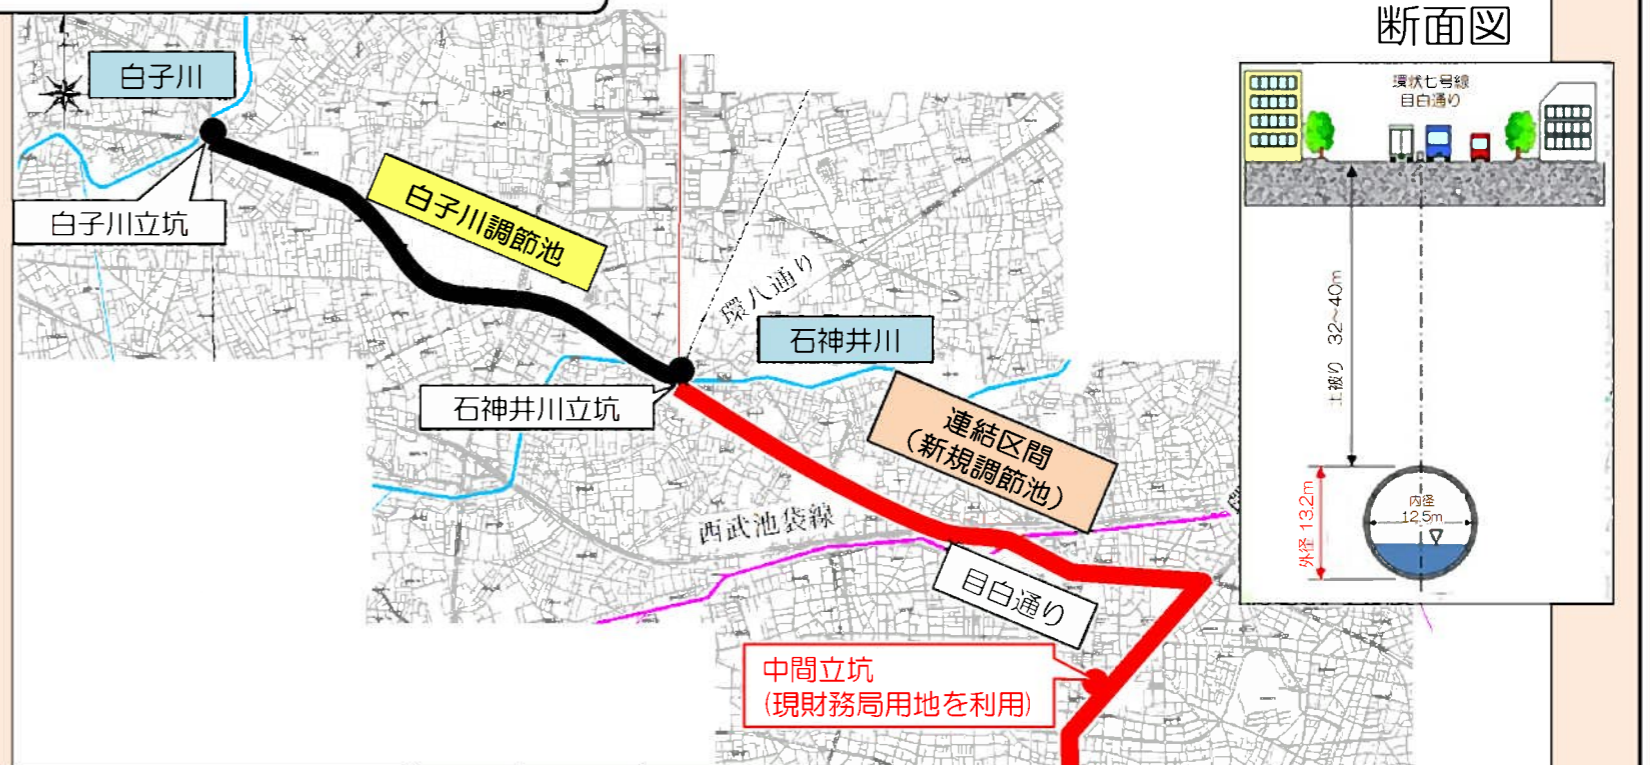 断面図
白子川
環状七号線
目白通り
白子川調節池
白子川立坑
環八通り
石神井川
土被り 32~40m
石神井川立坑
連結区間
(新規調節池)
内径
12.5m
外径 13.2m
西武池袋線
目白通り
中間立坑
(現財務局用地を利用)